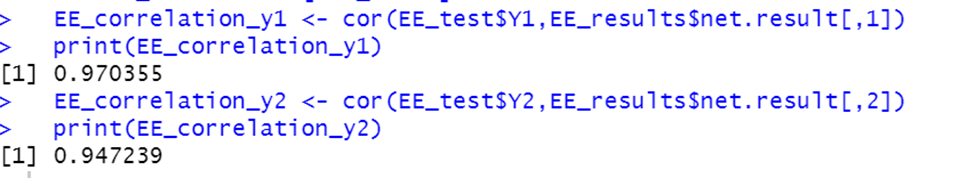 >   EE_correlation_y1 <- cor(EE_test$Y1,EE_results$net.result[,1])
>   print(EE_correlation_y1)
[1] 0.970355
>   EE_correlation_y2 <- cor(EE_test$Y2,EE_results$net.result[,2])
>   print(EE_correlation_y2)
[1] 0.947239